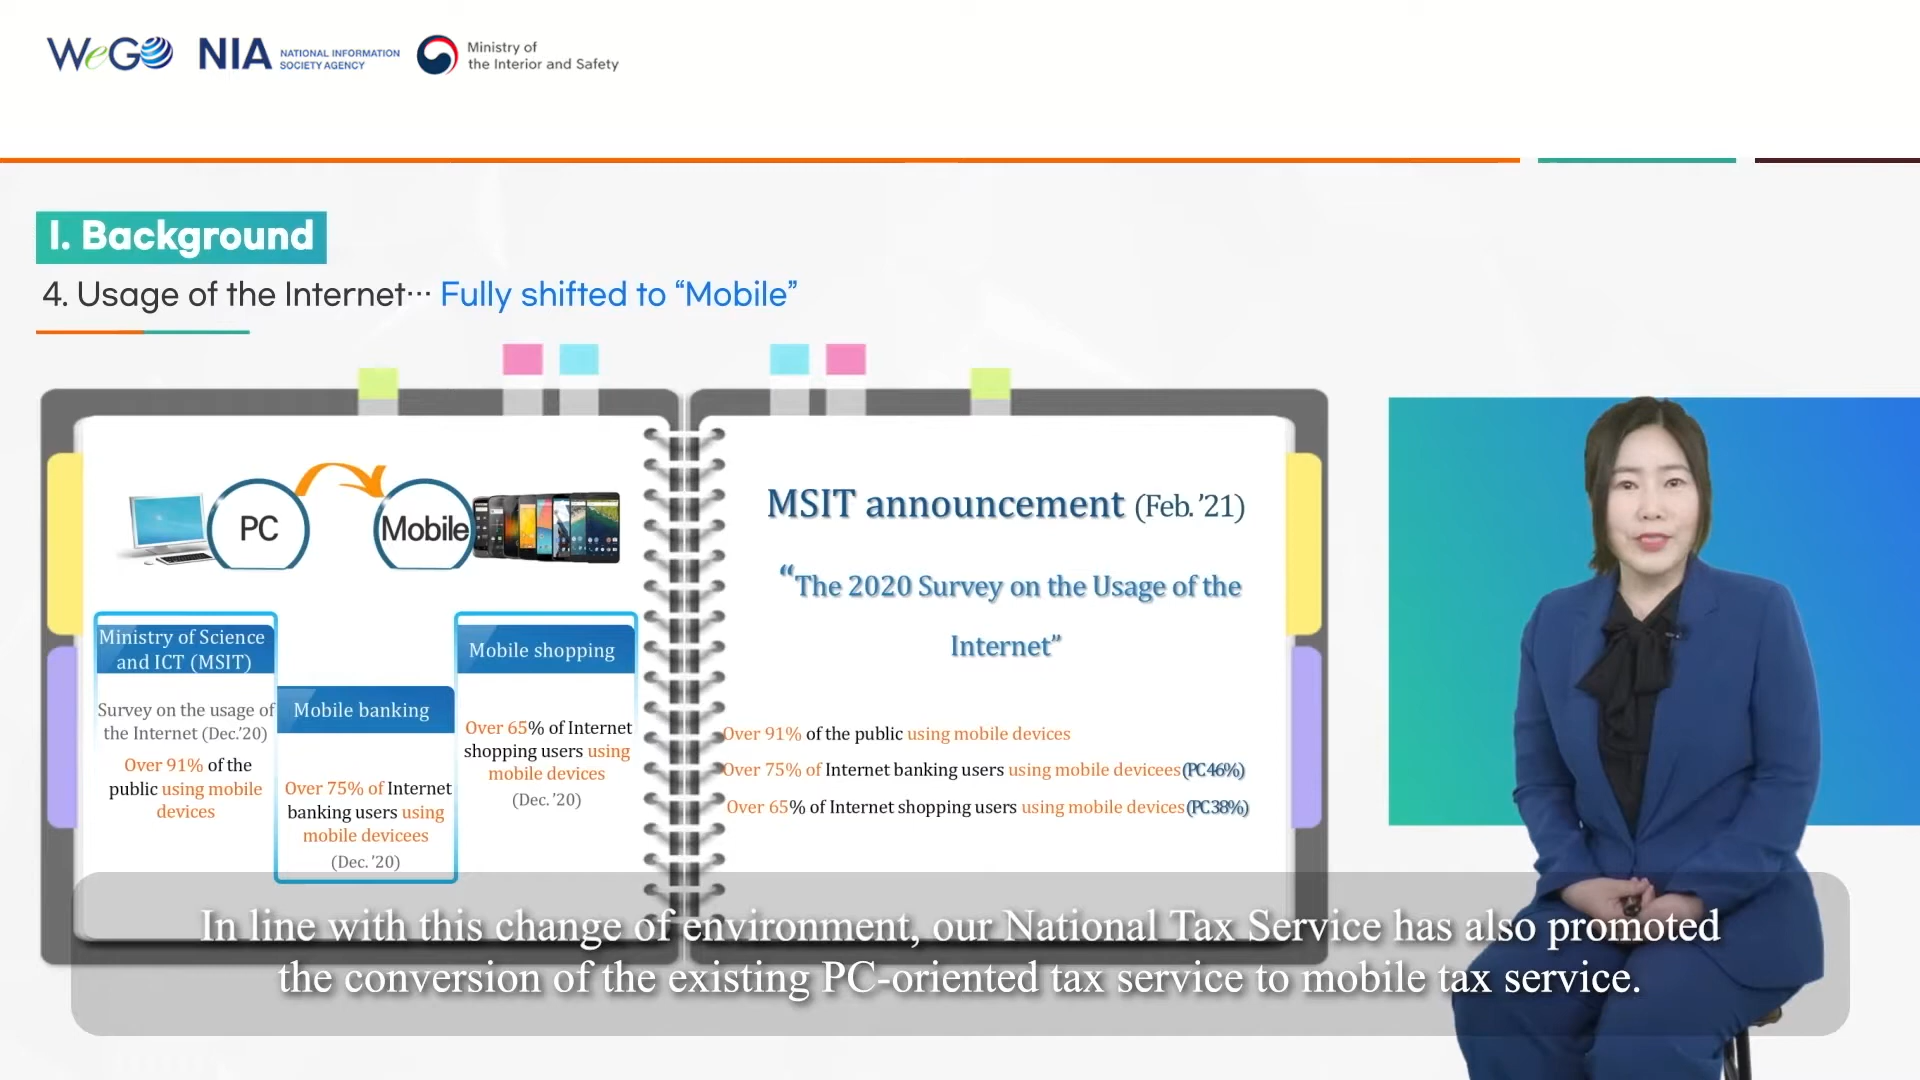 WeGO NIA NATIONAL INFORMATION
SOCIETY AGENCY
Ministry of
the Interior and Safety
I. Background
4. Usage of the Internet··· Fully shifted to “Mobile”
PC
Mobile
Ministry of Science
and ICT (MSIT)
Survey on the usage of
the Internet (Dec.’20)
Over 91% of the
public using mobile
devices
Mobile banking
Over 75% of Internet
banking users using
mobile devicees
(Dec. ’20)
Mobile shopping
Over 65% of Internet
shopping users using
mobile devices
(Dec. ’20)
MSIT announcement (Feb. ’21)
“The 2020 Survey on the Usage of the
Internet”
Over 91% of the public using mobile devices
Over 75% of Internet banking users using mobile devicees(PC46%)
Over 65% of Internet shopping users using mobile devices(PC38%)
In line with this change of environment, our National Tax Service has also promoted
the conversion of the existing PC-oriented tax service to mobile tax service.